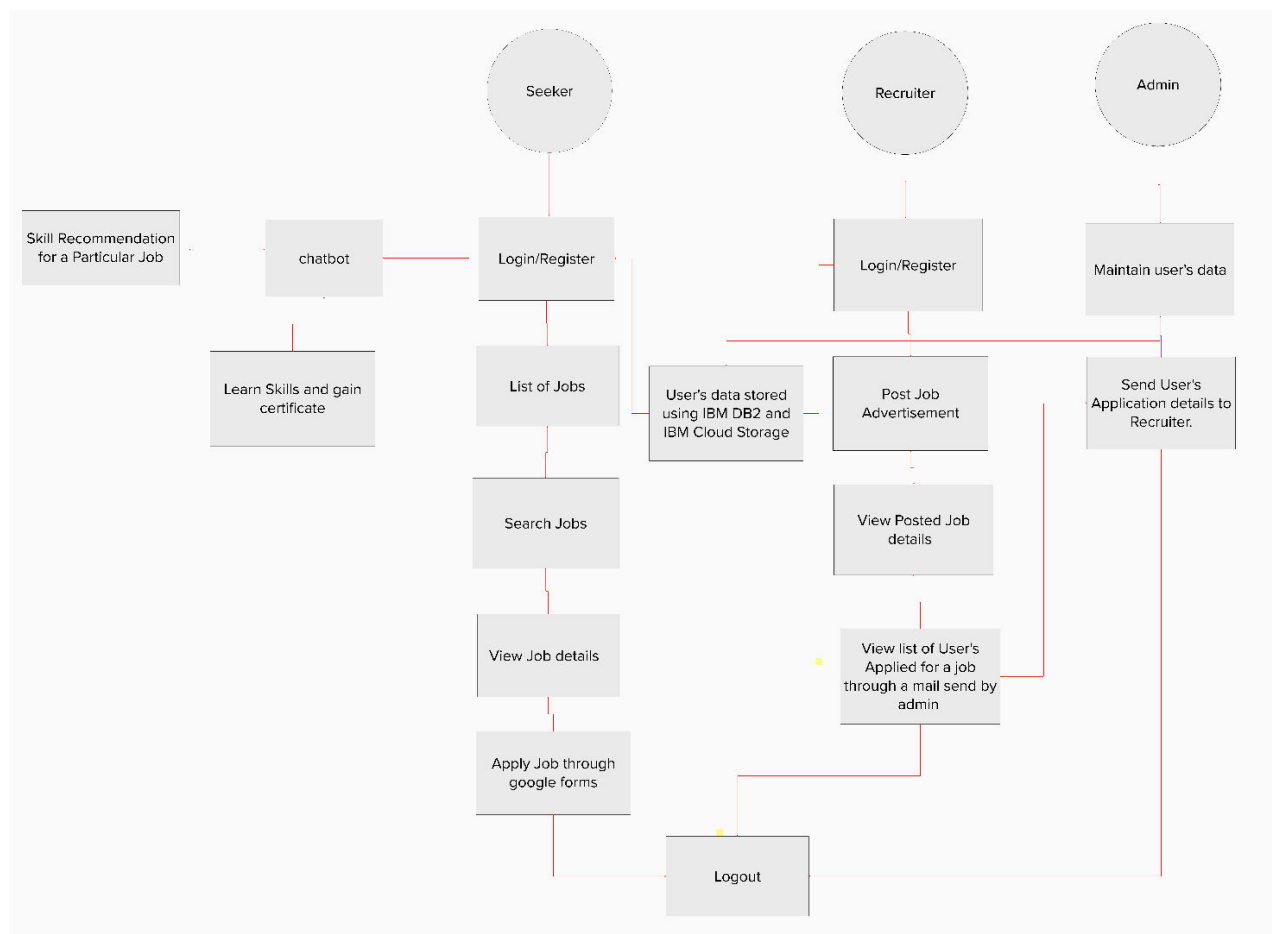 Seeker
Recruiter
Admin
Skill Recommendation
for a Particular Job
chatbot
Login/Register
Login/Register
Maintain user's data
Learn Skills and gain
certificate
List of Jobs
User's data stored
using IBM DB2 and
IBM Cloud Storage
Post Job
Advertisement
Send User's
Application details to
Recruiter.
Search Jobs
View Posted Job
details
View Job details
View list of User's
Applied for a job
through a mail send by
admin
Apply Job through
google forms
Logout